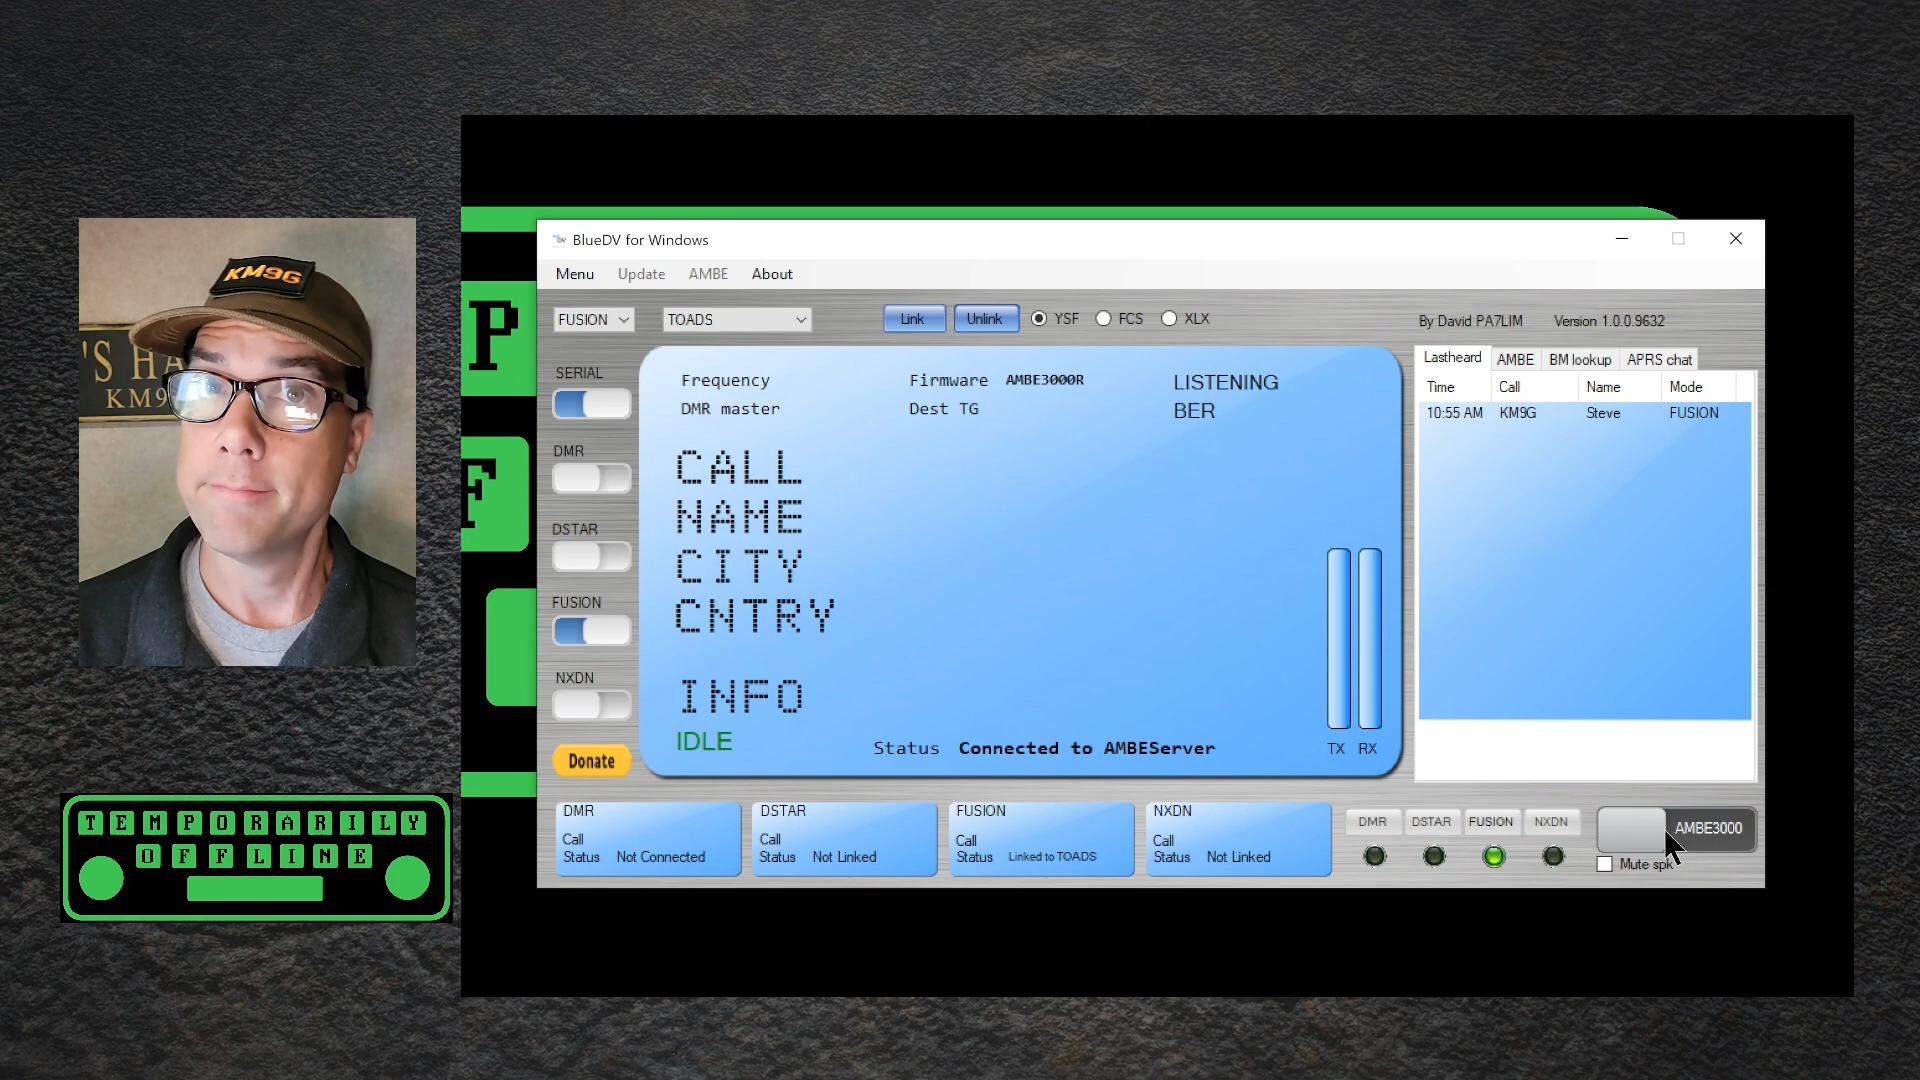 KM9G
'S HA
KM9
TEMPORARILY
OFFLINE
P
F
BlueDV for Windows
Menu Update AMBE About
FUSION TOADS Link Unlink YSF FCS XLX
By David PA7LIM Version 1.0.0.9632
SERIAL
DMR
DSTAR
FUSION
NXDN
Donate
Frequency Firmware AMBE3000R LISTENING
DMR master Dest TG BER
CALL
NAME
CITY
CNTRY
INFO
IDLE Status Connected to AMBEServer TX RX
Lastheard AMBE BM lookup APRS chat
Time Call Name Mode
10:55 AM KM9G Steve FUSION
DMR
Call
Status Not Connected
DSTAR
Call
Status Not Linked
FUSION
Call
Status Linked to TOADS
NXDN
Call
Status Not Linked
DMR DSTAR FUSION NXDN
AMBE3000
Mute spk